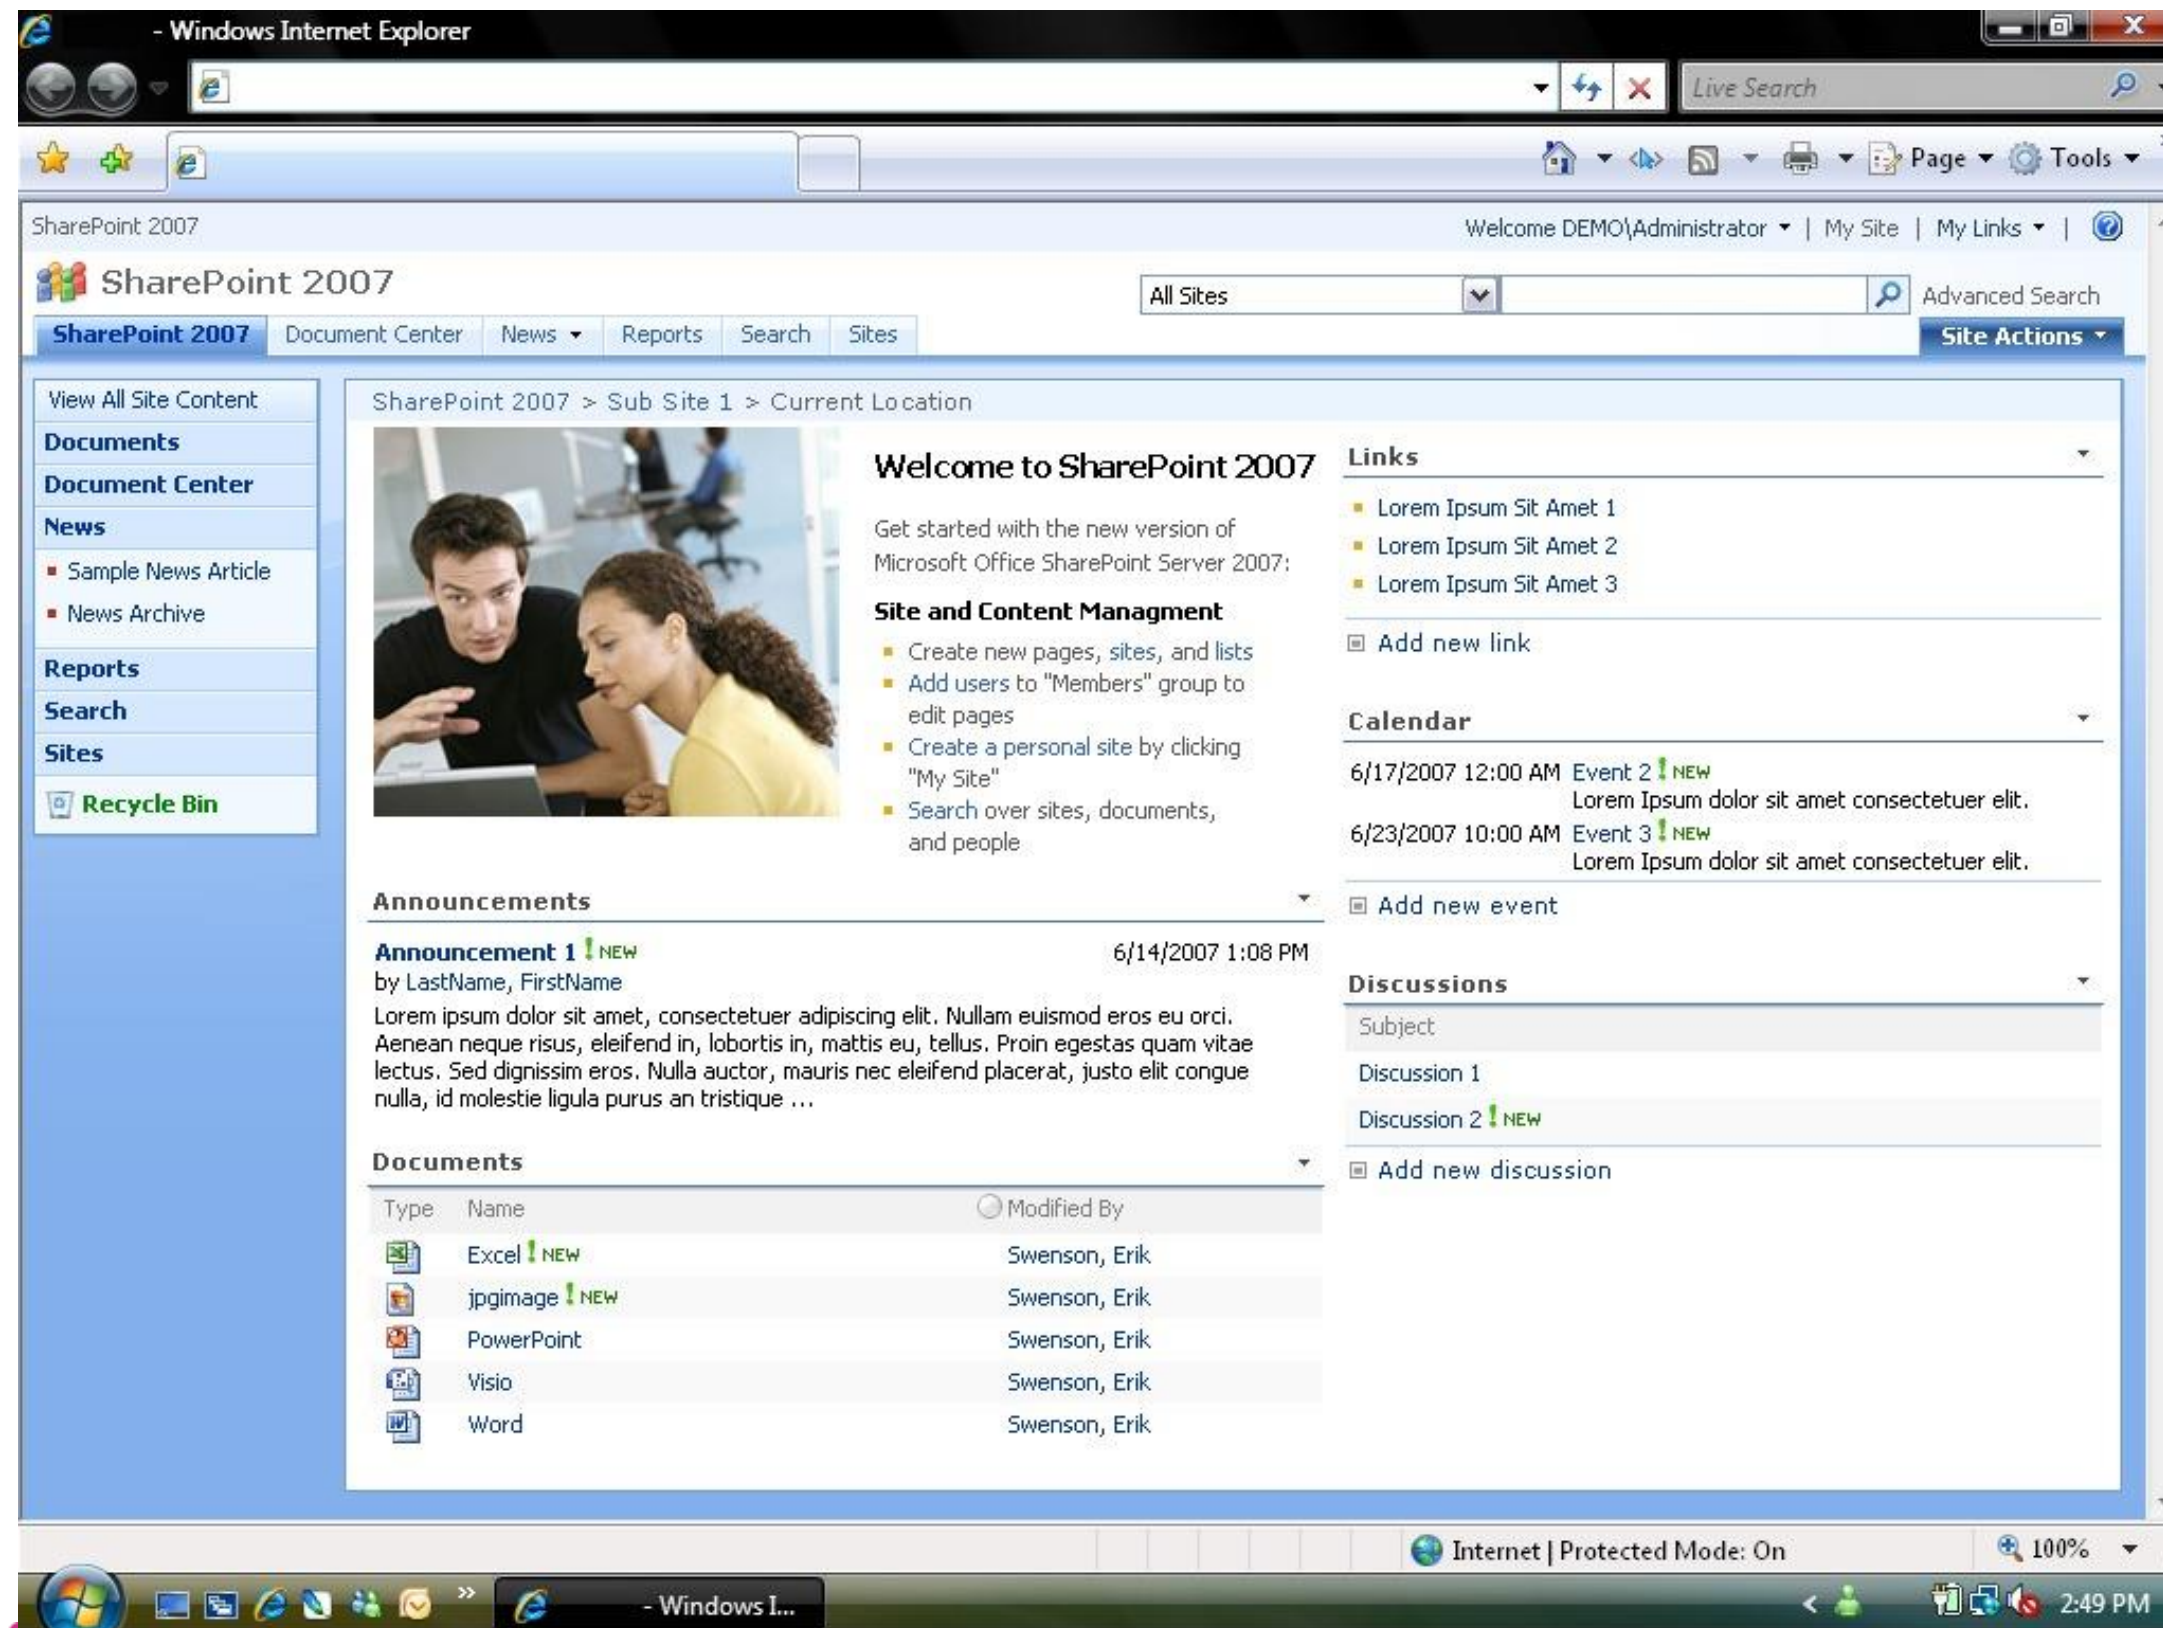 - Windows Internet Explorer
Live Search
Page
Tools
SharePoint 2007
Welcome DEMO\Administrator | My Site | My Links |
SharePoint 2007
All Sites
Advanced Search
SharePoint 2007 Document Center News Reports Search Sites
Site Actions
View All Site Content
Documents
Document Center
News
Sample News Article
News Archive
Reports
Search
Sites
Recycle Bin
SharePoint 2007 > Sub Site 1 > Current Location
Welcome to SharePoint 2007
Get started with the new version of
Microsoft Office SharePoint Server 2007:
Site and Content Managment
Create new pages, sites, and lists
Add users to "Members" group to
edit pages
Create a personal site by clicking
"My Site"
Search over sites, documents,
and people
Announcements
Announcement 1 ! NEW 6/14/2007 1:08 PM
by LastName, FirstName
Lorem ipsum dolor sit amet, consectetuer adipiscing elit. Nullam euismod eros eu orci.
Aenean neque risus, eleifend in, lobortis in, mattis eu, tellus. Proin egestas quam vitae
lectus. Sed dignissim eros. Nulla auctor, mauris nec eleifend placerat, justo elit congue
nulla, id molestie ligula purus an tristique ...
Documents
Type Name Modified By
Excel ! NEW Swenson, Erik
jpgimage ! NEW Swenson, Erik
PowerPoint Swenson, Erik
Visio Swenson, Erik
Word Swenson, Erik
Links
Lorem Ipsum Sit Amet 1
Lorem Ipsum Sit Amet 2
Lorem Ipsum Sit Amet 3
Add new link
Calendar
6/17/2007 12:00 AM Event 2 ! NEW
Lorem Ipsum dolor sit amet consectetuer elit.
6/23/2007 10:00 AM Event 3 ! NEW
Lorem Ipsum dolor sit amet consectetuer elit.
Add new event
Discussions
Subject
Discussion 1
Discussion 2 ! NEW
Add new discussion
Internet | Protected Mode: On
100%
- Windows I...
2:49 PM